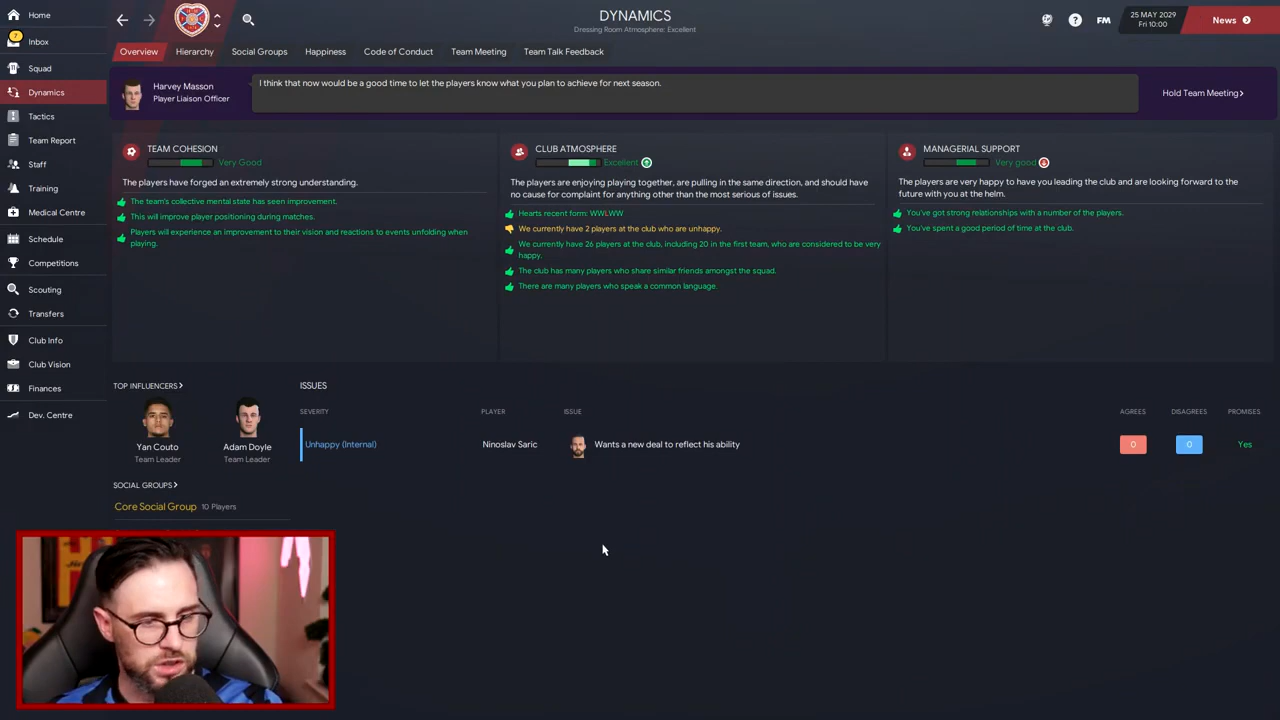 Home
7
Inbox
Squad
Dynamics
Tactics
Team Report
Staff
Training
Medical Centre
Schedule
Competitions
Scouting
Transfers
Club Info
Club Vision
Finances
Dev. Centre
DYNAMICS
Dressing Room Atmosphere: Excellent
FM
25 MAY 2029
Fri 10:00
News
Overview
Hierarchy
Social Groups
Happiness
Code of Conduct
Team Meeting
Team Talk Feedback
Harvey Masson
Player Liaison Officer
I think that now would be a good time to let the players know what you plan to achieve for next season.
Hold Team Meeting
TEAM COHESION
Very Good
The players have forged an extremely strong understanding.
The team's collective mental state has seen improvement.
This will improve player positioning during matches.
Players will experience an improvement to their vision and reactions to events unfolding when
playing.
CLUB ATMOSPHERE
Excellent
The players are enjoying playing together, are pulling in the same direction, and should have
no cause for complaint for anything other than the most serious of issues.
Hearts recent form: WWLWW
We currently have 2 players at the club who are unhappy.
We currently have 26 players at the club, including 20 in the first team, who are considered to be very
happy.
The club has many players who share similar friends amongst the squad.
There are many players who speak a common language.
MANAGERIAL SUPPORT
Very good
The players are very happy to have you leading the club and are looking forward to the
future with you at the helm.
You've got strong relationships with a number of the players.
You've spent a good period of time at the club.
TOP INFLUENCERS
Yan Couto
Team Leader
Adam Doyle
Team Leader
SOCIAL GROUPS
Core Social Group 10 Players
ISSUES
SEVERITY PLAYER ISSUE AGREES DISAGREES PROMISES
Unhappy (Internal) Ninoslav Saric Wants a new deal to reflect his ability 0 0 Yes